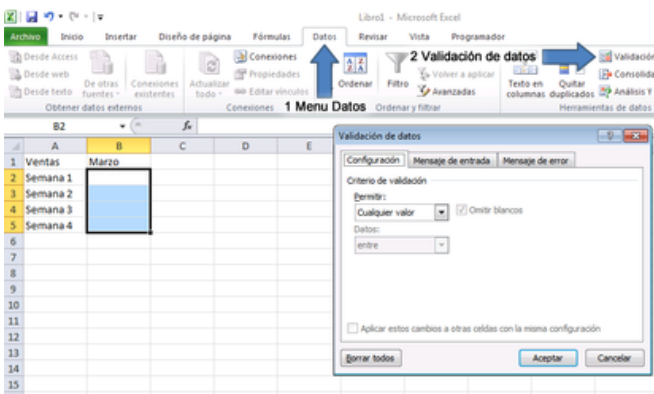 Libro1 - Microsoft Excel
Archivo Inicio Insertar Diseño de página Fórmulas Datos Revisar Vista Programador
Desde Access
Desde web
Desde texto
De otras fuentes
Conexiones existentes
Obtener datos externos
Actualizar todo
Conexiones
Propiedades
Editar vínculos
Conexiones
1 Menu Datos
Ordenar
Filtro
Volver a aplicar
Avanzadas
Ordenar y filtrar
2 Validación de datos
Texto en columnas
Quitar duplicados
Validación
Consolida
Análisis Y
Herramientas de datos
B2 fx
A B C D E
1 Ventas Marzo
2 Semana 1
3 Semana 2
4 Semana 3
5 Semana 4
6
7
8
9
10
11
12
13
14
15
Validación de datos
Configuración Mensaje de entrada Mensaje de error
Criterio de validación
Permitir:
Cualquier valor Omitir blancos
Datos:
entre
Aplicar estos cambios a otras celdas con la misma configuración
Borrar todos Aceptar Cancelar